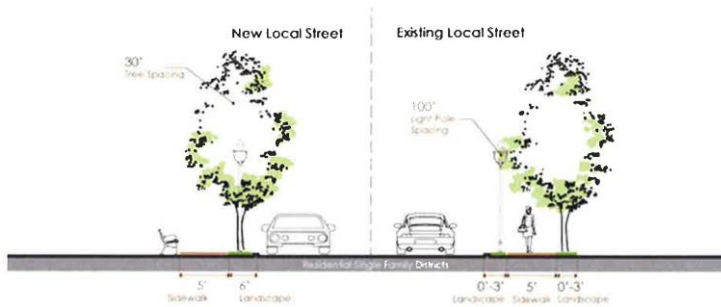 New Local Street
Existing Local Street
30"
Tree Spacing
100"
Light Pole
Spacing
Residential-Single Family Districts
5"
Sidewalk
6"
Landscape
0"-3"
Landscape
5"
Sidewalk
0"-3"
Landscape